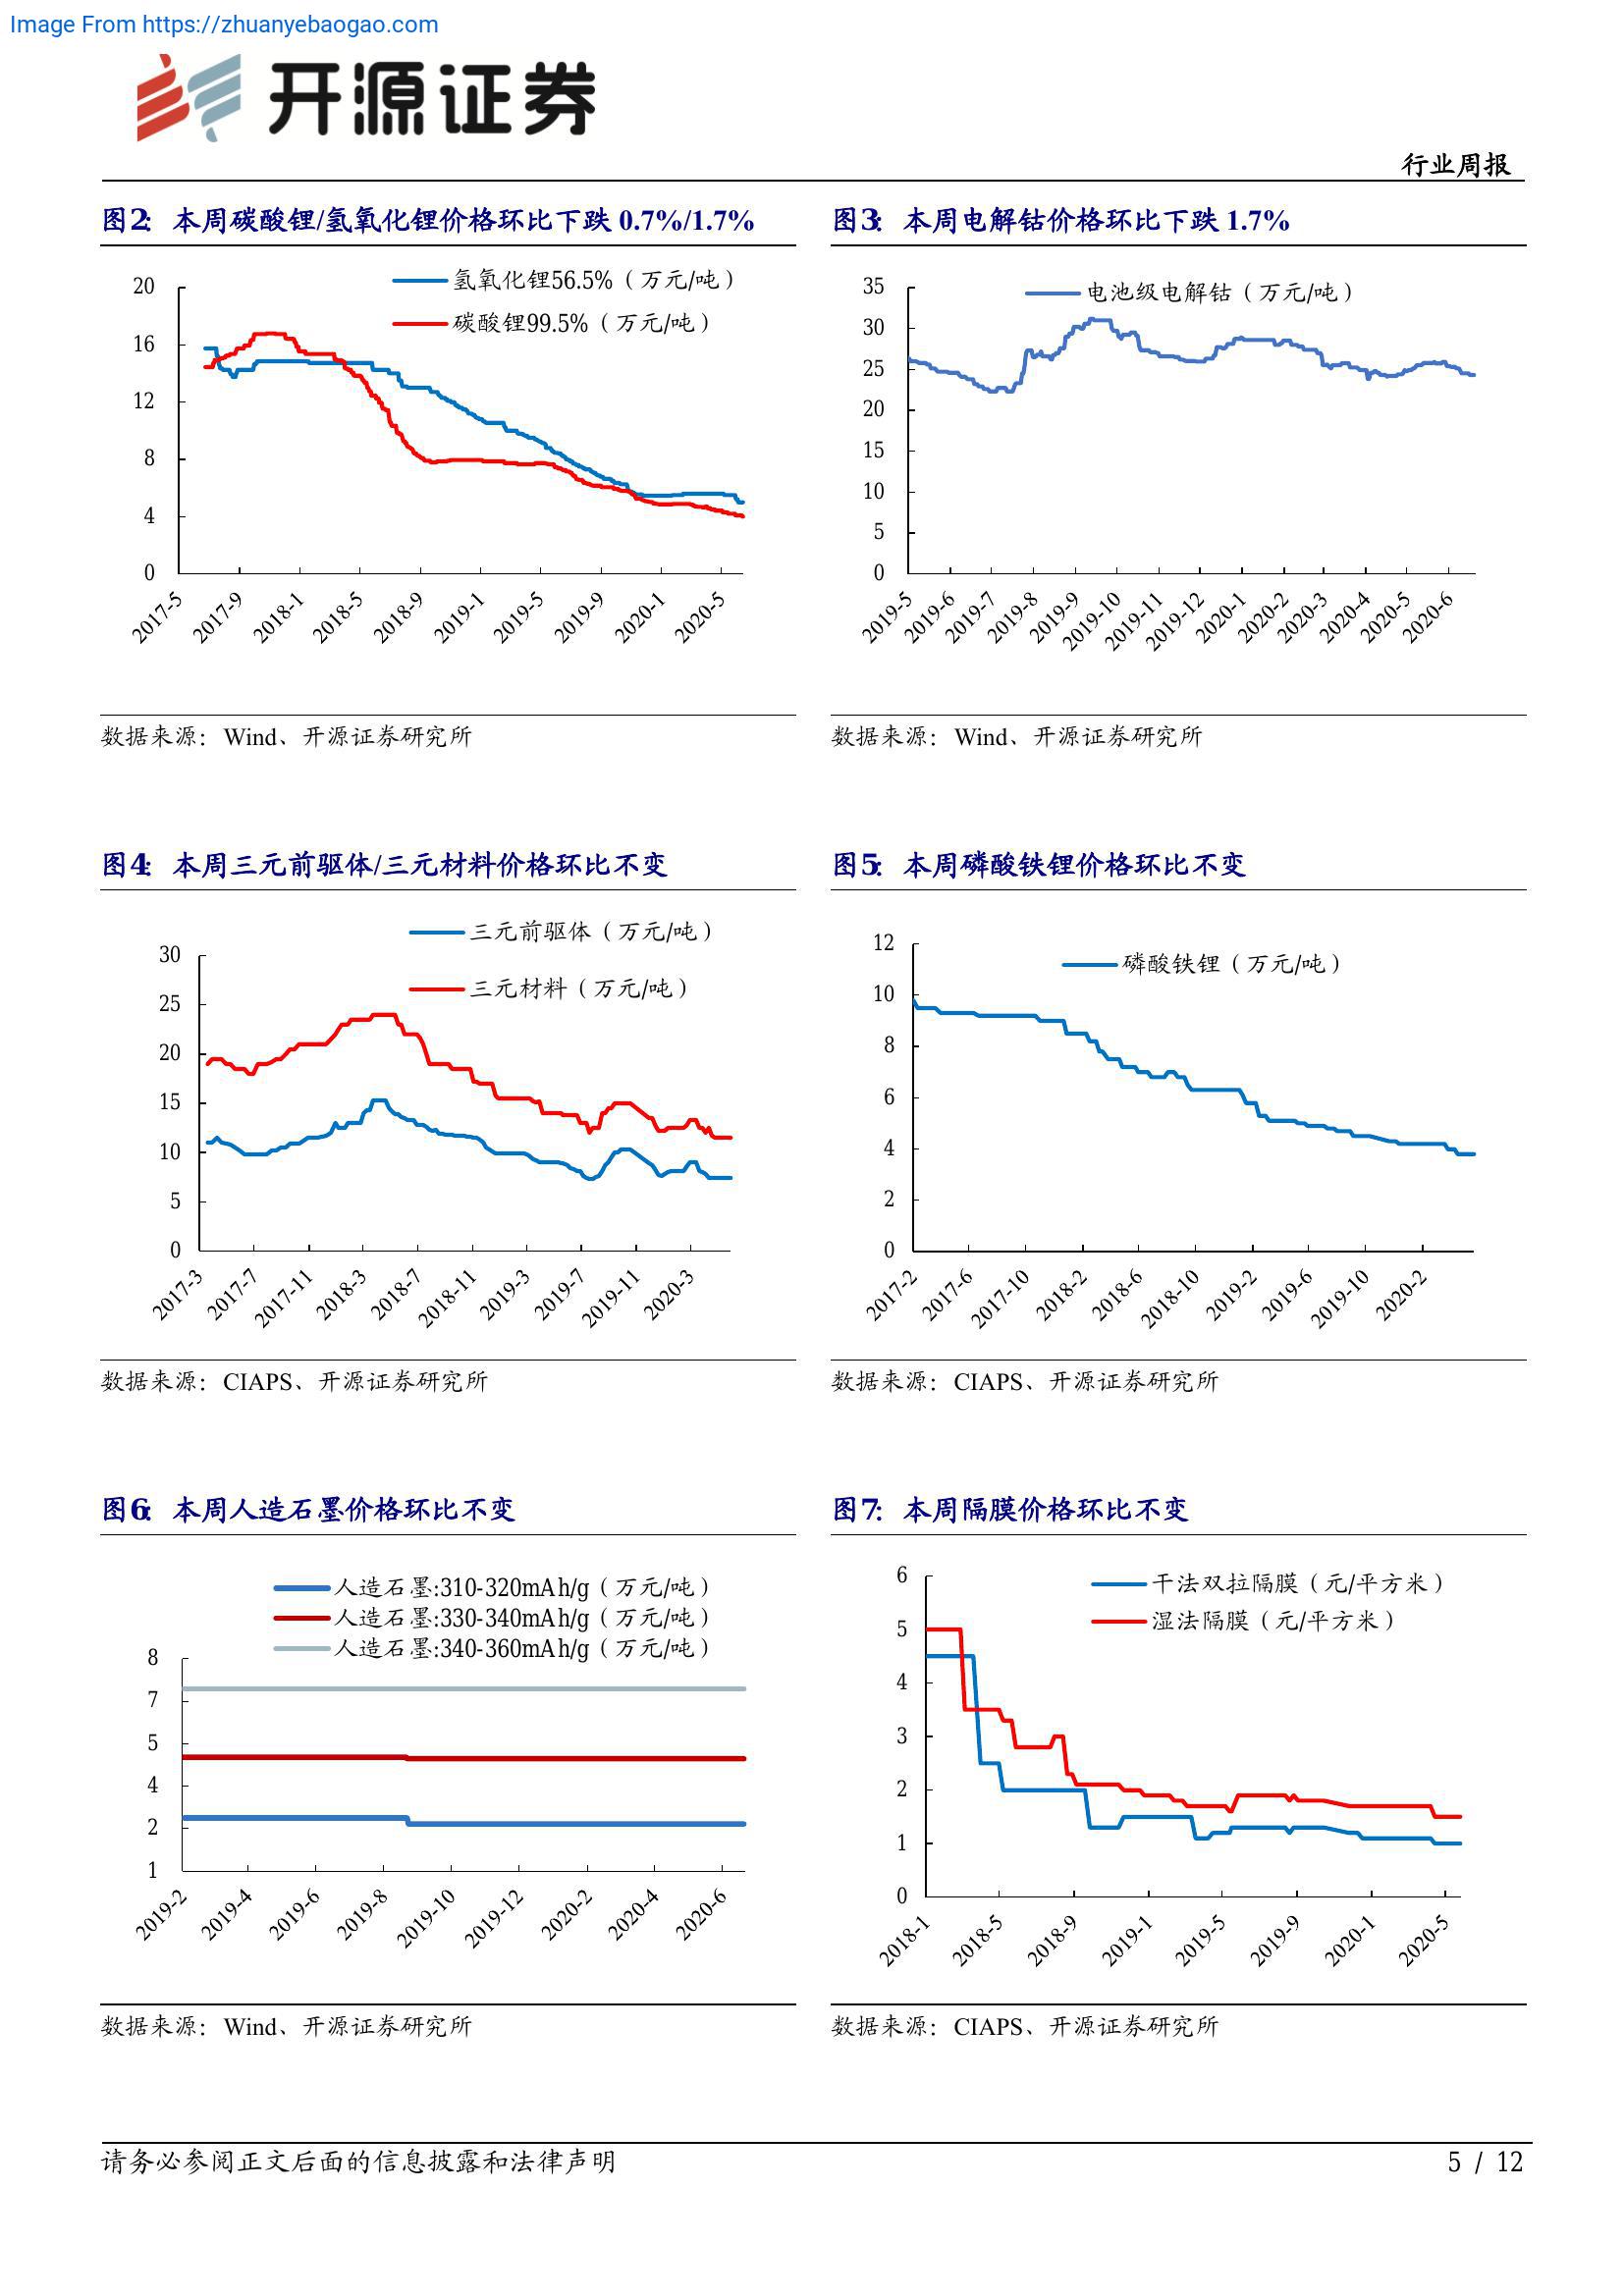 Image From https://zhuanyebaogao.com
开源证券
行业周报
图2： 本周碳酸锂/氢氧化锂价格环比下跌 0.7%/1.7%
氢氧化锂56.5%（万元/吨）
碳酸锂99.5%（万元/吨）
20
16
12
8
4
0
2017-5 2017-9 2018-1 2018-5 2018-9 2019-1 2019-5 2019-9 2020-1 2020-5
数据来源：Wind、开源证券研究所
图3： 本周电解钴价格环比下跌 1.7%
电池级电解钴（万元/吨）
35
30
25
20
15
10
5
0
2019-5 2019-6 2019-7 2019-8 2019-9 2019-10 2019-11 2019-12 2020-1 2020-2 2020-3 2020-4 2020-5 2020-6
数据来源：Wind、开源证券研究所
图4： 本周三元前驱体/三元材料价格环比不变
三元前驱体（万元/吨）
三元材料（万元/吨）
30
25
20
15
10
5
0
2017-3 2017-7 2017-11 2018-3 2018-7 2018-11 2019-3 2019-7 2019-11 2020-3
数据来源：CIAPS、开源证券研究所
图5： 本周磷酸铁锂价格环比不变
磷酸铁锂（万元/吨）
12
10
8
6
4
2
0
2017-2 2017-6 2017-10 2018-2 2018-6 2018-10 2019-2 2019-6 2019-10 2020-2
数据来源：CIAPS、开源证券研究所
图6： 本周人造石墨价格环比不变
人造石墨:310-320mAh/g（万元/吨）
人造石墨:330-340mAh/g（万元/吨）
人造石墨:340-360mAh/g（万元/吨）
8
7
5
4
2
1
2019-2 2019-4 2019-6 2019-8 2019-10 2019-12 2020-2 2020-4 2020-6
数据来源：Wind、开源证券研究所
图7： 本周隔膜价格环比不变
干法双拉隔膜（元/平方米）
湿法隔膜（元/平方米）
6
5
4
3
2
1
0
2018-1 2018-5 2018-9 2019-1 2019-5 2019-9 2020-1 2020-5
数据来源：CIAPS、开源证券研究所
请务必参阅正文后面的信息披露和法律声明
5 / 12